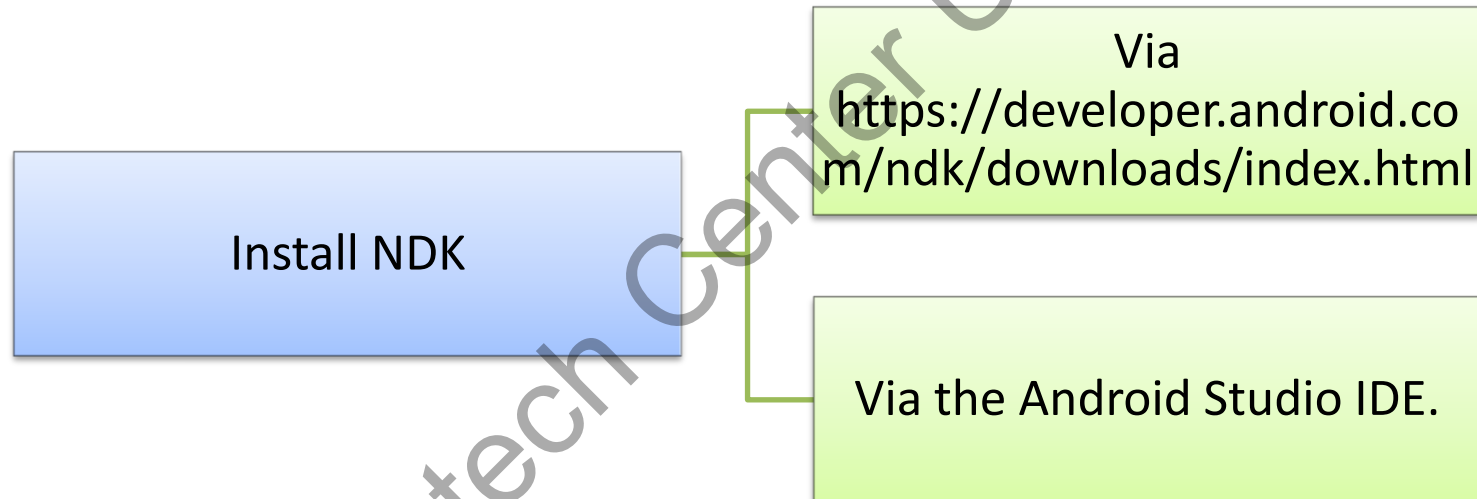 Install NDK
Via
https://developer.android.co
m/ndk/downloads/index.html
Via the Android Studio IDE.
tech Center